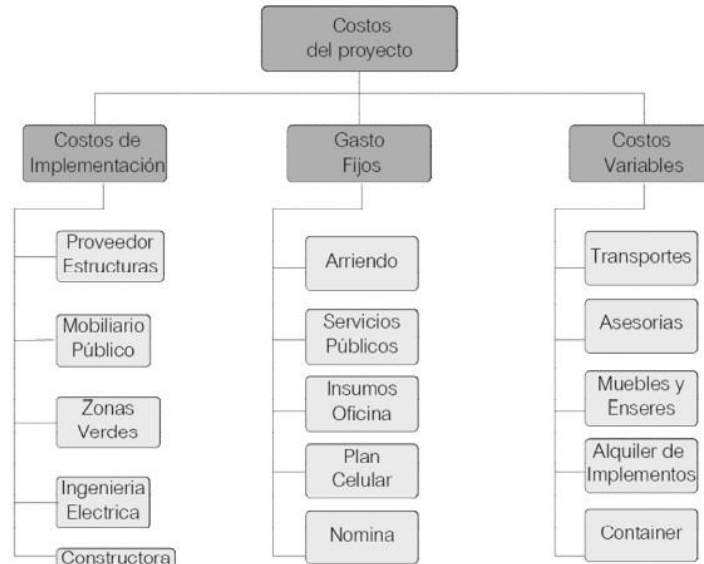 Costos
del proyecto
Costos de
Implementación
Proveedor
Estructuras
Mobiliario
Público
Zonas
Verdes
Ingenieria
Electrica
Constructora
Gasto
Fijos
Arriendo
Servicios
Públicos
Insumos
Oficina
Plan
Celular
Nomina
Costos
Variables
Transportes
Asesorias
Muebles y
Enseres
Alquiler de
Implementos
Container